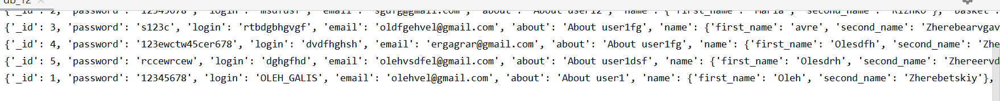 db_12
{'_id': 2, 'password': '12345678', 'login': 'msdfdsf', 'email': 'sgdfg@gmail.com', 'about': 'About user12', 'name': {'first_name': 'Maria', 'second_name': 'Rizhko'}, 'basket':
{'_id': 3, 'password': 's123c', 'login': 'rtbdgbhgvgf', 'email': 'oldfgehvel@gmail.com', 'about': 'About user1fg', 'name': {'first_name': 'avre', 'second_name': 'Zherebearvgav
{'_id': 4, 'password': '123ewctw45cer678', 'login': 'dvdfhghsh', 'email': 'ergagrar@gmail.com', 'about': 'About user1fg', 'name': {'first_name': 'Olesdfh', 'second_name': 'Zhe
{'_id': 5, 'password': 'rccewrcew', 'login': 'dghgfhd', 'email': 'olehvsdfel@gmail.com', 'about': 'About user1dsf', 'name': {'first_name': 'Olesdrh', 'second_name': 'Zhereervd
{'_id': 1, 'password': '12345678', 'login': 'OLEH_GALIS', 'email': 'olehvel@gmail.com', 'about': 'About user1', 'name': {'first_name': 'Oleh', 'second_name': 'Zherebetskiy'},